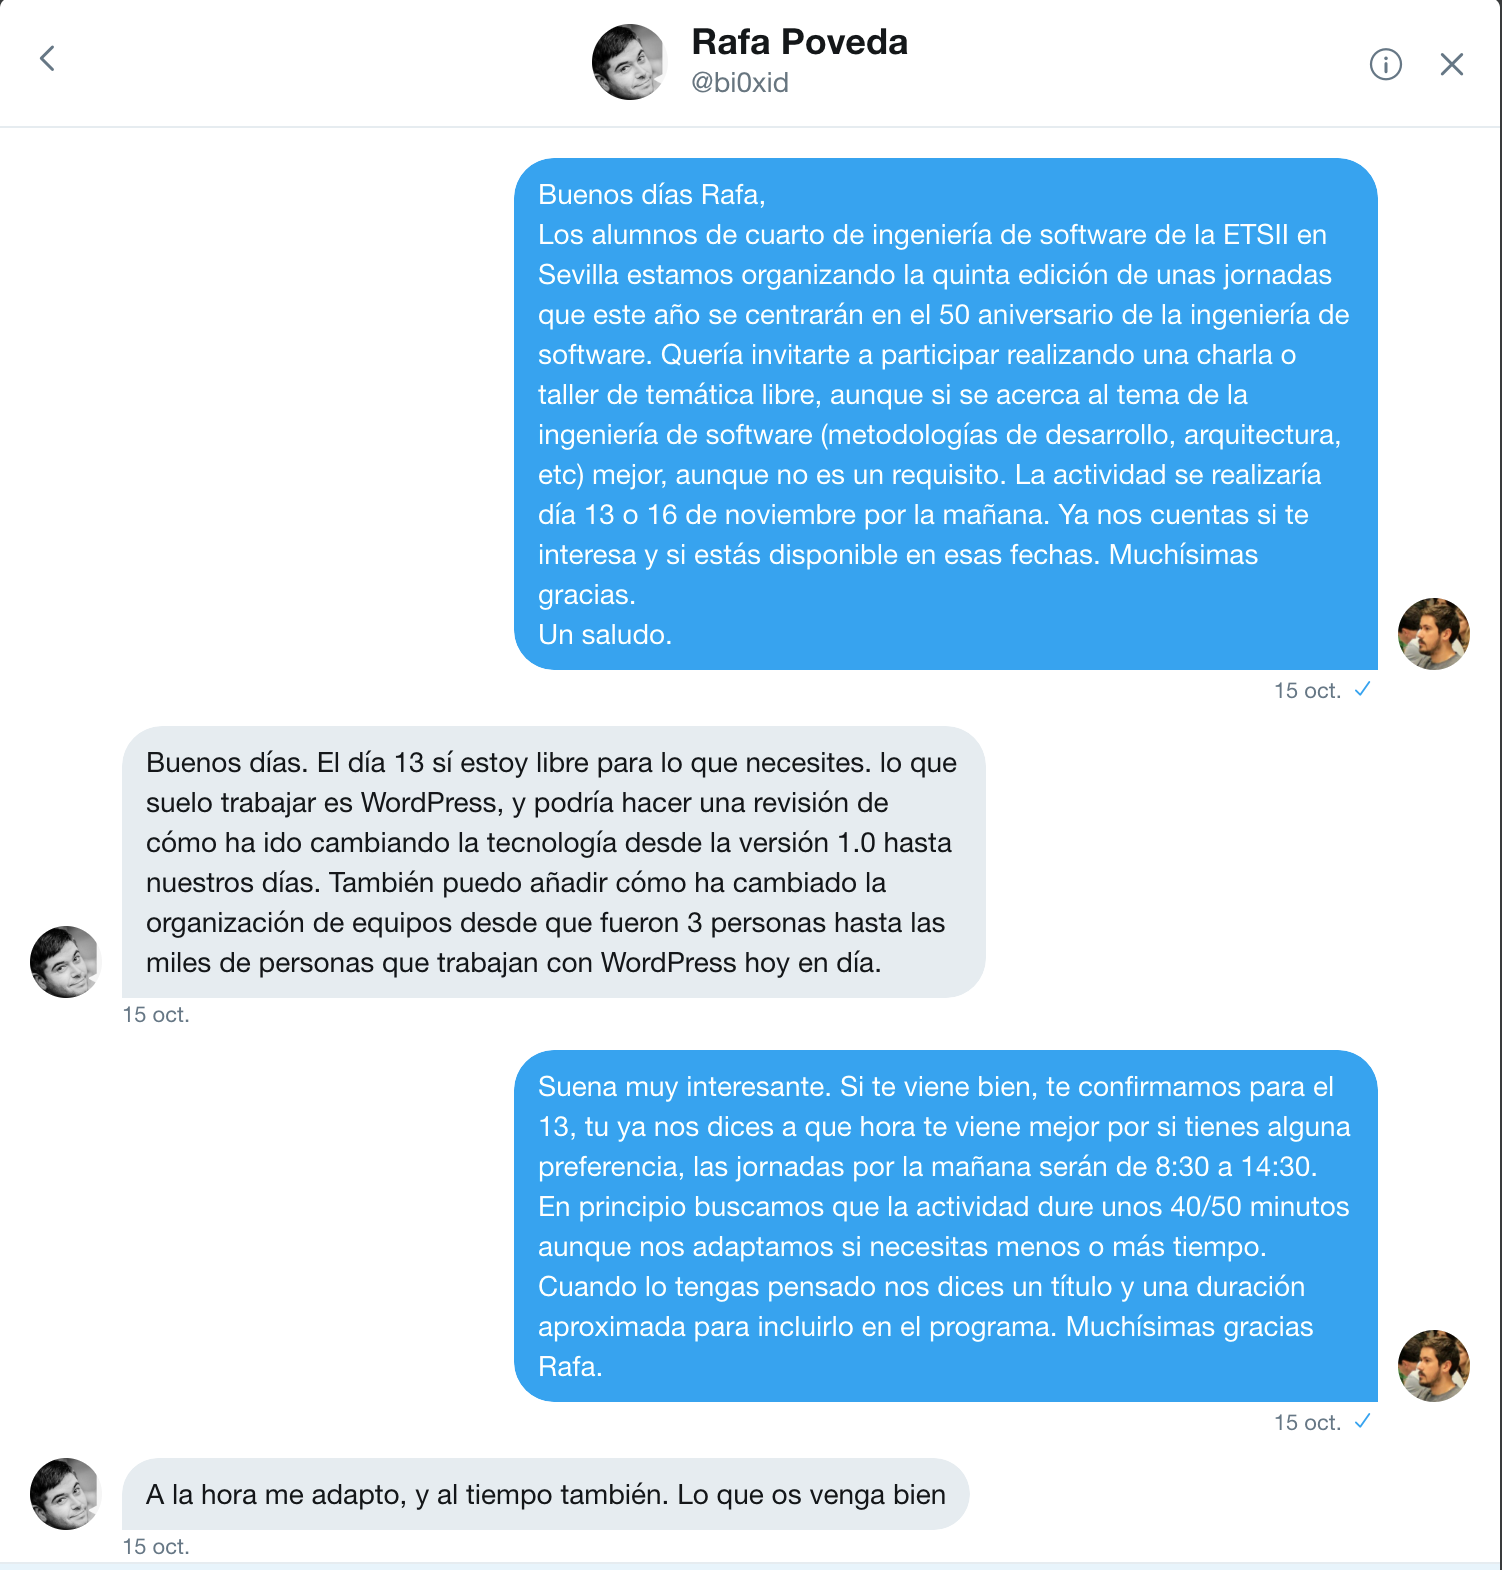 Rafa Poveda
@bi0xid
Buenos días Rafa,
Los alumnos de cuarto de ingeniería de software de la ETSII en
Sevilla estamos organizando la quinta edición de unas jornadas
que este año se centrarán en el 50 aniversario de la ingeniería de
software. Quería invitarte a participar realizando una charla o
taller de temática libre, aunque si se acerca al tema de la
ingeniería de software (metodologías de desarrollo, arquitectura,
etc) mejor, aunque no es un requisito. La actividad se realizaría
día 13 o 16 de noviembre por la mañana. Ya nos cuentas si te
interesa y si estás disponible en esas fechas. Muchísimas
gracias.
Un saludo.
15 oct.
Buenos días. El día 13 sí estoy libre para lo que necesites. lo que
suelo trabajar es WordPress, y podría hacer una revisión de
cómo ha ido cambiando la tecnología desde la versión 1.0 hasta
nuestros días. También puedo añadir cómo ha cambiado la
organización de equipos desde que fueron 3 personas hasta las
miles de personas que trabajan con WordPress hoy en día.
15 oct.
Suena muy interesante. Si te viene bien, te confirmamos para el
13, tu ya nos dices a que hora te viene mejor por si tienes alguna
preferencia, las jornadas por la mañana serán de 8:30 a 14:30.
En principio buscamos que la actividad dure unos 40/50 minutos
aunque nos adaptamos si necesitas menos o más tiempo.
Cuando lo tengas pensado nos dices un título y una duración
aproximada para incluirlo en el programa. Muchísimas gracias
Rafa.
15 oct.
A la hora me adapto, y al tiempo también. Lo que os venga bien
15 oct.